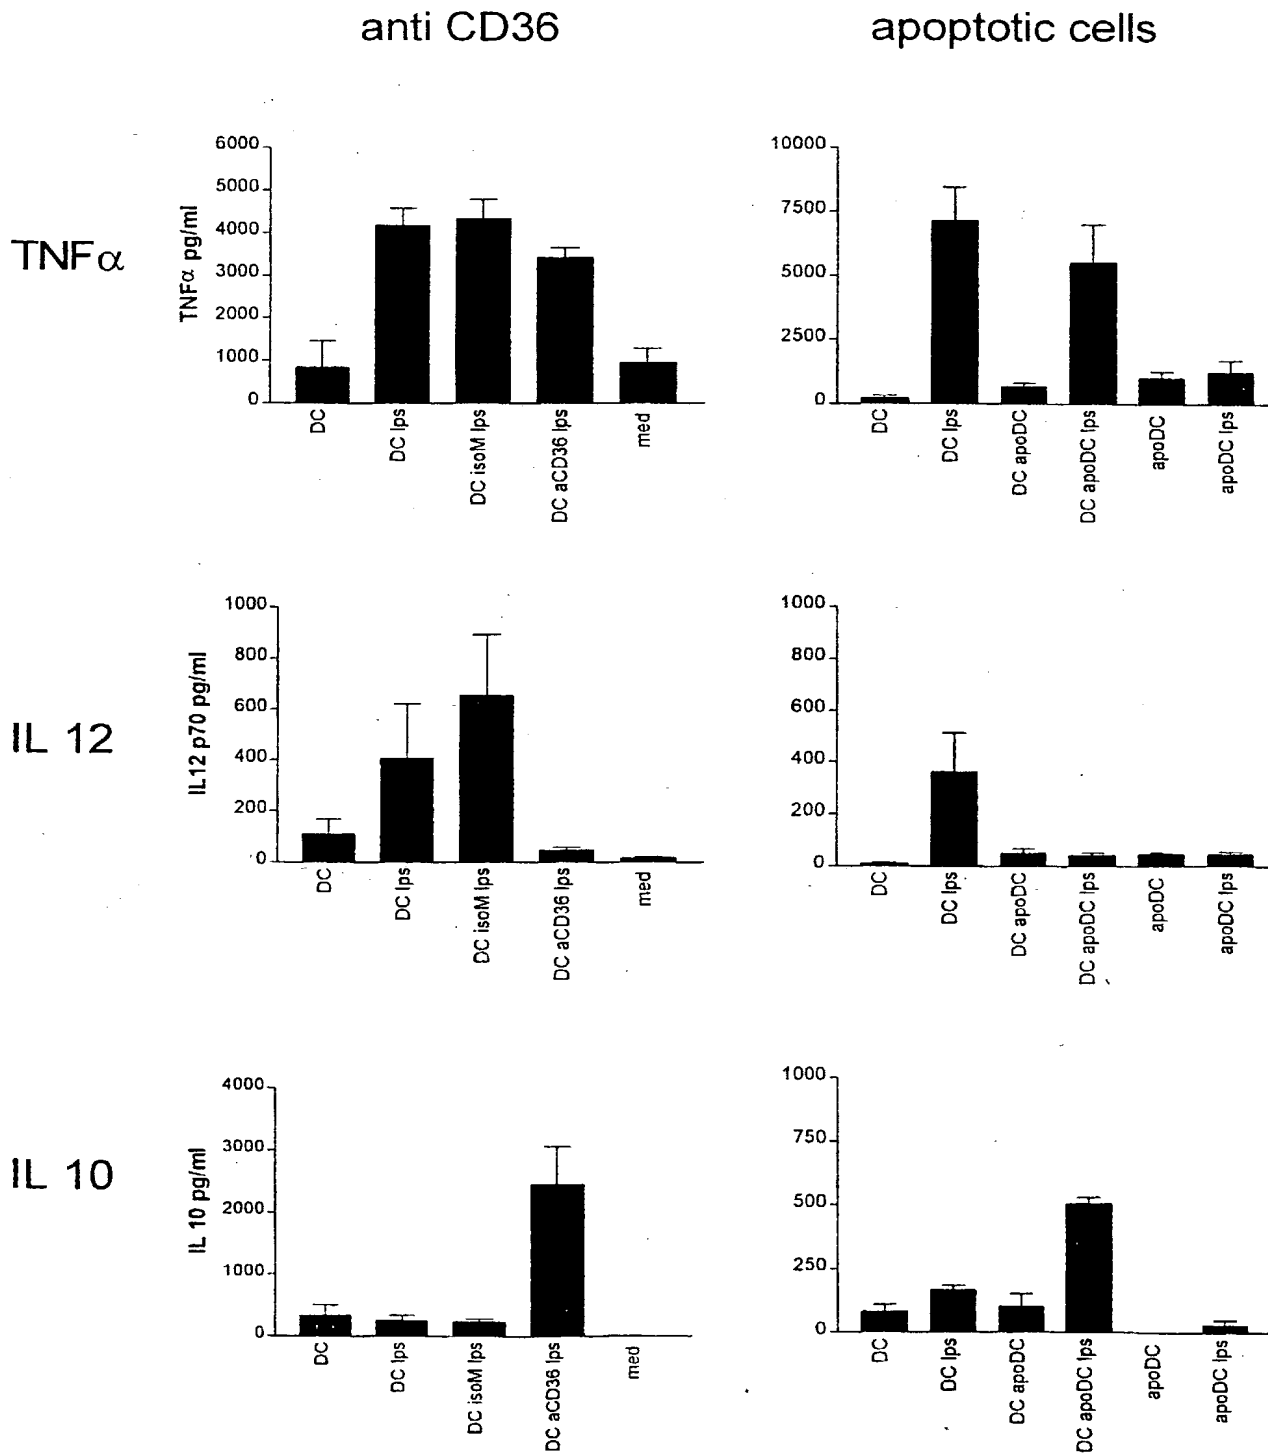 anti CD36
apoptotic cells
TNFα
TNFα pg/ml
6000
5000
4000
3000
2000
1000
0
DC
DC lps
DC isoM lps
DC aCD36 lps
med
10000
7500
5000
2500
0
DC
DC lps
DC apoDC
DC apoDC lps
apoDC
apoDC lps
IL 12
IL12 p70 pg/ml
1000
800
600
400
200
0
DC
DC lps
DC isoM lps
DC aCD36 lps
med
1000
800
600
400
200
0
DC
DC lps
DC apoDC
DC apoDC lps
apoDC
apoDC lps
IL 10
IL 10 pg/ml
4000
3000
2000
1000
0
DC
DC lps
DC isoM lps
DC aCD36 lps
med
1000
750
500
250
0
DC
DC lps
DC apoDC
DC apoDC lps
apoDC
apoDC lps